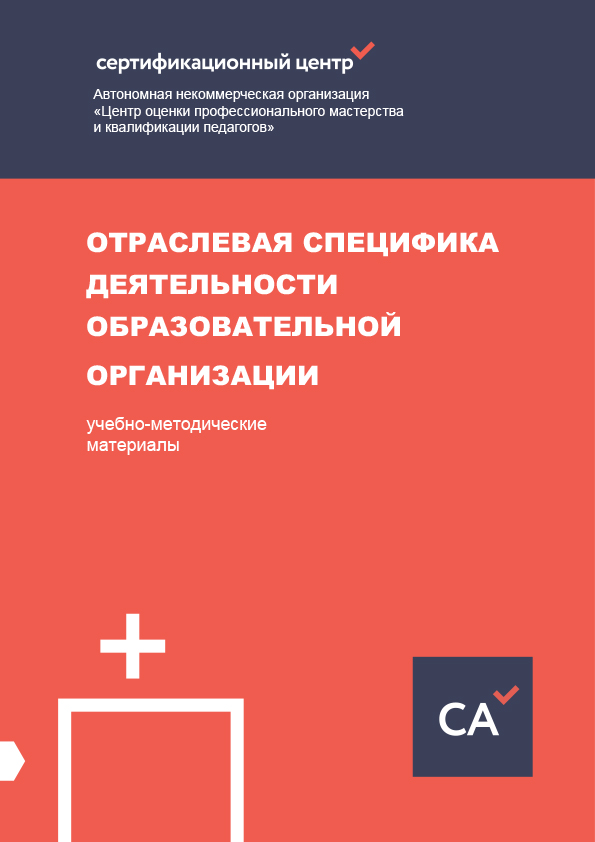 сертификационный центр
Автономная некоммерческая организация
«Центр оценки профессионального мастерства
и квалификации педагогов»
ОТРАСЛЕВАЯ СПЕЦИФИКА
ДЕЯТЕЛЬНОСТИ
ОБРАЗОВАТЕЛЬНОЙ
ОРГАНИЗАЦИИ
учебно-методические
материалы
СА